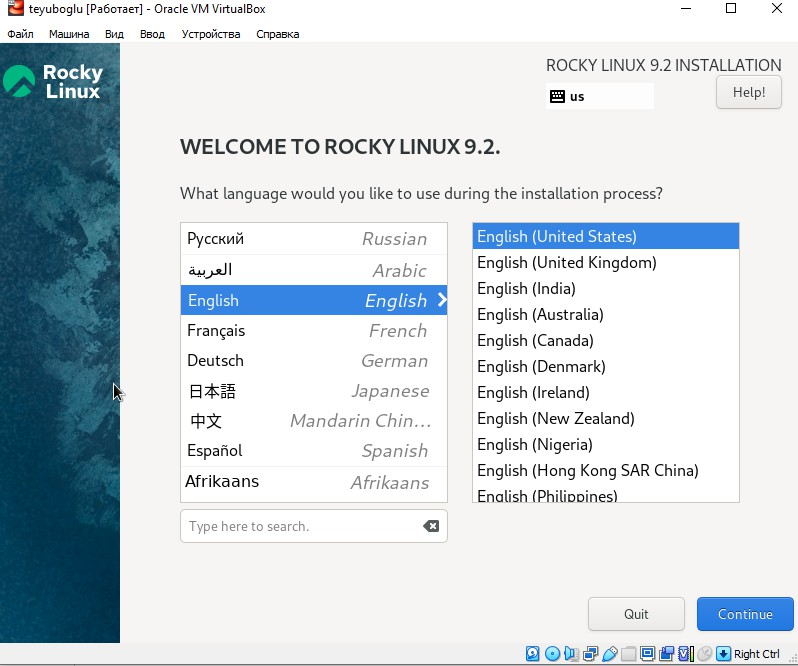 teyuboglu [Работает] - Oracle VM VirtualBox
Файл Машина Вид Ввод Устройства Справка
Rocky
Linux
ROCKY LINUX 9.2 INSTALLATION
us
Help!
WELCOME TO ROCKY LINUX 9.2.
What language would you like to use during the installation process?
Русский Russian
العربية Arabic
English English
Français French
Deutsch German
日本語 Japanese
中文 Mandarin Chin...
Español Spanish
Afrikaans Afrikaans
Type here to search.
English (United States)
English (United Kingdom)
English (India)
English (Australia)
English (Canada)
English (Denmark)
English (Ireland)
English (New Zealand)
English (Nigeria)
English (Hong Kong SAR China)
English (Philippines)
Quit
Continue
Right Ctrl